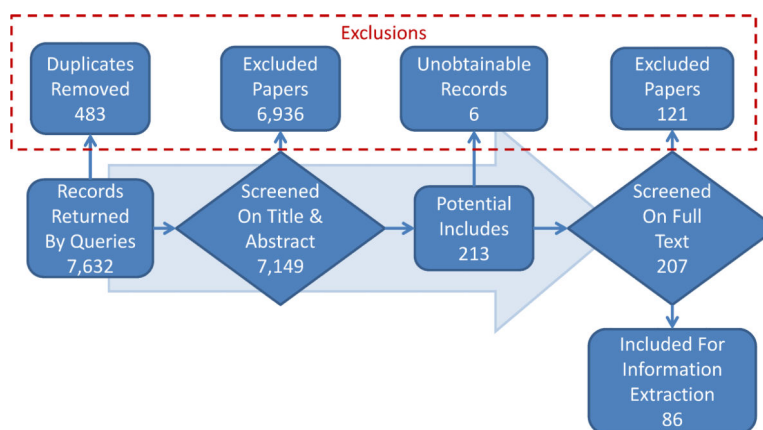 Exclusions
Duplicates
Removed
483
Excluded
Papers
6,936
Unobtainable
Records
6
Excluded
Papers
121
Records
Returned
By Queries
7,632
Screened
On Title &
Abstract
7,149
Potential
Includes
213
Screened
On Full
Text
207
Included For
Information
Extraction
86